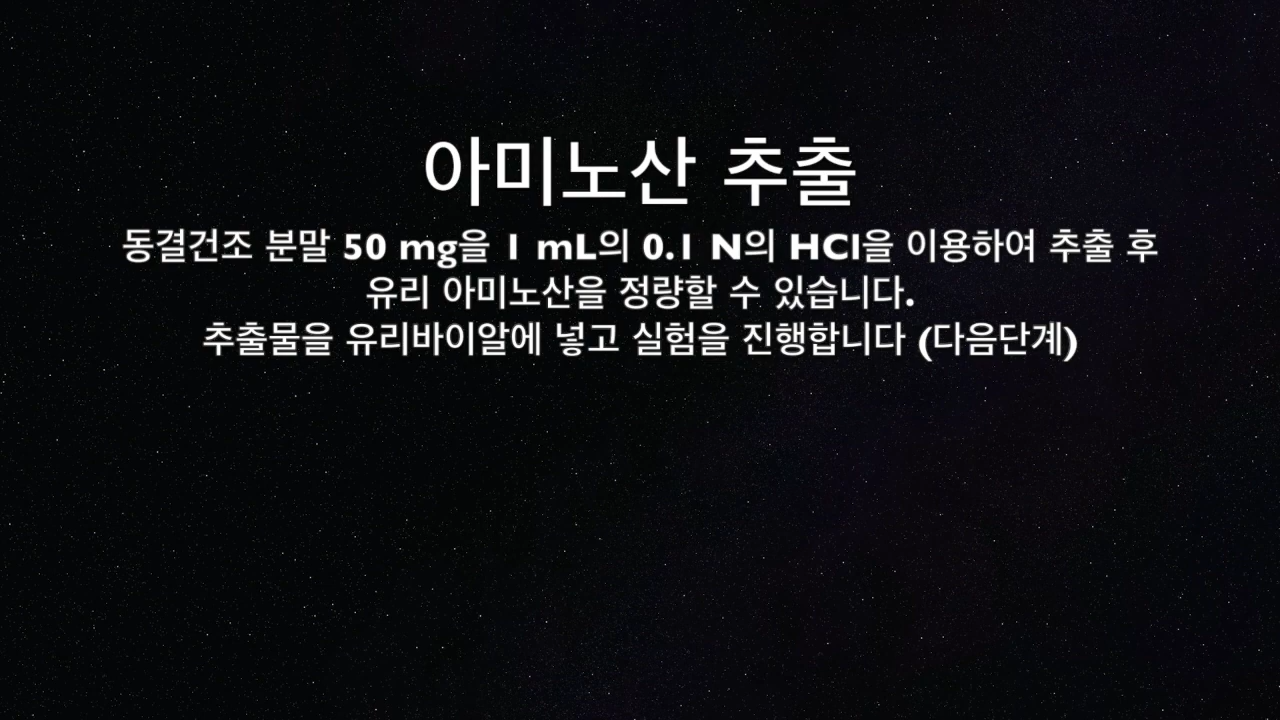 아미노산 추출
동결건조 분말 50 mg을 1 mL의 0.1 N의 HCl을 이용하여 추출 후
유리 아미노산을 정량할 수 있습니다.
추출물을 유리바이알에 넣고 실험을 진행합니다 (다음단계)